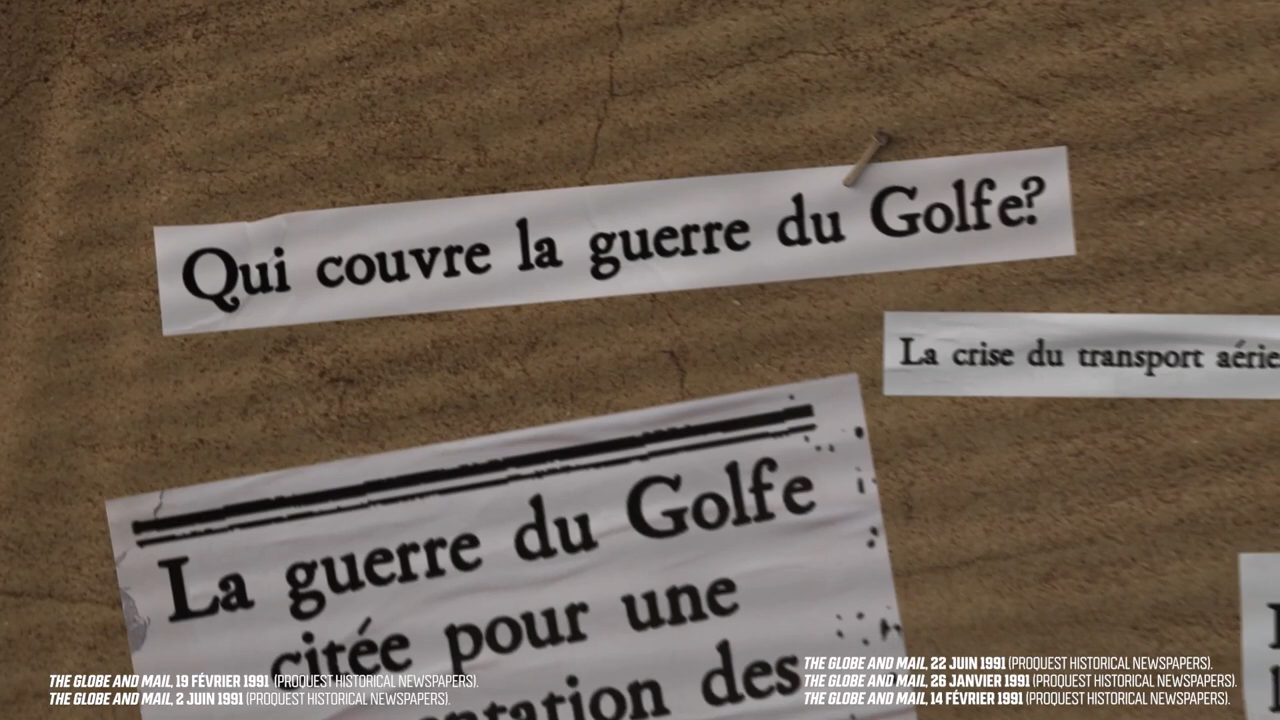 Qui couvre la guerre du Golfe?
La crise du transport
La guerre du Golfe
citée pour une
des
THE GLOBE AND MAIL, 19 FÉVRIER 1991 (PROQUEST HISTORICAL NEWSPAPERS).
THE GLOBE AND MAIL, 2 JUIN 1991 (PROQUEST HISTORICAL NEWSPAPERS).
THE GLOBE AND MAIL, 22 JUIN 1991 (PROQUEST HISTORICAL NEWSPAPERS).
THE GLOBE AND MAIL, 26 JANVIER 1991 (PROQUEST HISTORICAL NEWSPAPERS).
THE GLOBE AND MAIL, 14 FÉVRIER 1991 (PROQUEST HISTORICAL NEWSPAPERS).